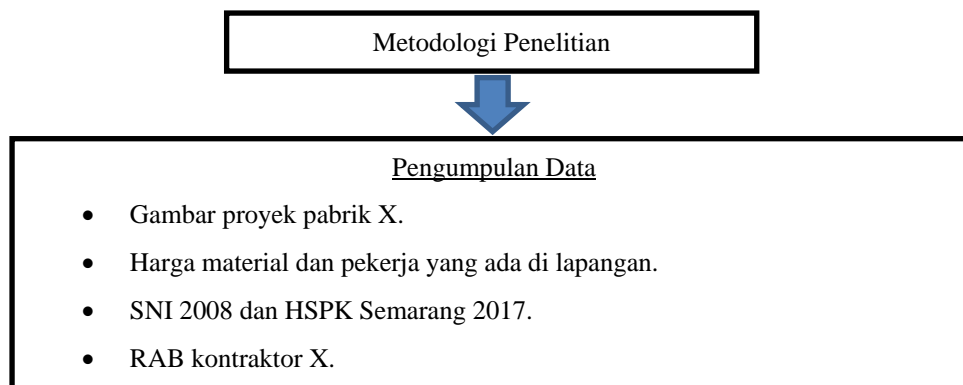 Metodologi Penelitian
Pengumpulan Data
• Gambar proyek pabrik X.
• Harga material dan pekerja yang ada di lapangan.
• SNI 2008 dan HSPK Semarang 2017.
• RAB kontraktor X.